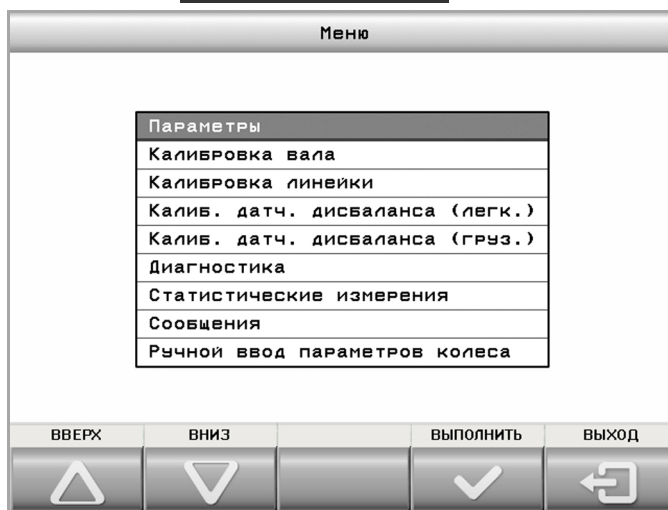 Меню
Параметры
Калибровка вала
Калибровка линейки
Калиб. датч. дисбаланса (легк.)
Калиб. датч. дисбаланса (груз.)
Диагностика
Статистические измерения
Сообщения
Ручной ввод параметров колеса
ВВЕРХ ВНИЗ ВЫПОЛНИТЬ ВЫХОД